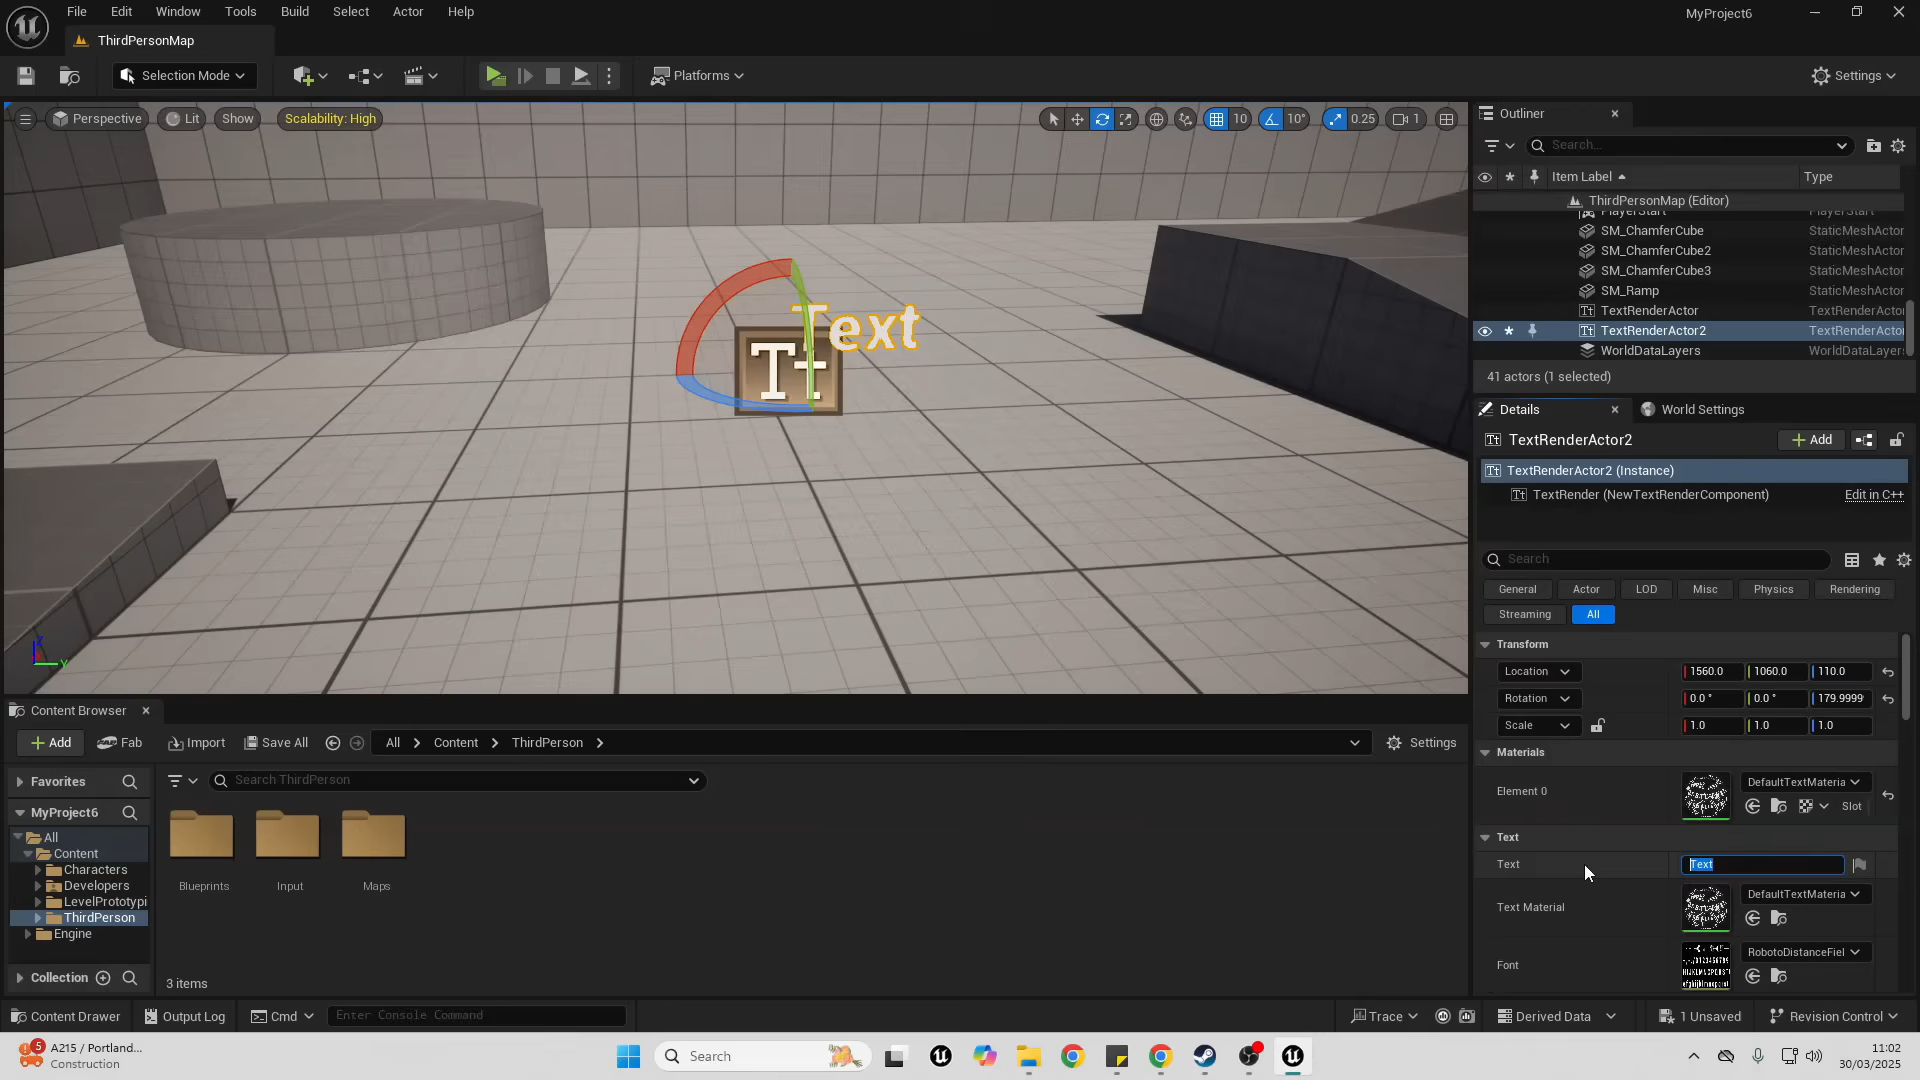 File Edit Window Tools Build Select Actor Help
MyProject6
ThirdPersonMap
Selection Mode
Platforms
Settings
Perspective Lit Show Scalability: High
10 10° 0.25 1
Text
Tt
Z
Y
Outliner
Search...
Item Label Type
ThirdPersonMap (Editor)
PlayerStart PlayerStart
SM_ChamferCube StaticMeshActor
SM_ChamferCube2 StaticMeshActor
SM_ChamferCube3 StaticMeshActor
SM_Ramp StaticMeshActor
TextRenderActor TextRenderActor
TextRenderActor2 TextRenderActor
WorldDataLayers WorldDataLayer
41 actors (1 selected)
Details World Settings
TextRenderActor2 Add
TextRenderActor2 (Instance)
TextRender (NewTextRenderComponent) Edit in C++
Search
General Actor LOD Misc Physics Rendering
Streaming All
Transform
Location 1560.0 1060.0 110.0
Rotation 0.0 ° 0.0 ° 179.9999
Scale 1.0 1.0 1.0
Materials
Element 0 DefaultTextMateria
Slot
Text
Text Text
Text Material DefaultTextMateria
Font RobotoDistanceFiel
Content Browser
Add Fab Import Save All All Content ThirdPerson Settings
Favorites
Search ThirdPerson
MyProject6
All
Content
Characters
Developers
LevelPrototypi
ThirdPerson
Engine
Collection
Blueprints Input Maps
3 items
Content Drawer Output Log Cmd Enter Console Command Trace Derived Data 1 Unsaved Revision Control
5 A215 / Portland...
Construction
Search
11:02
30/03/2025